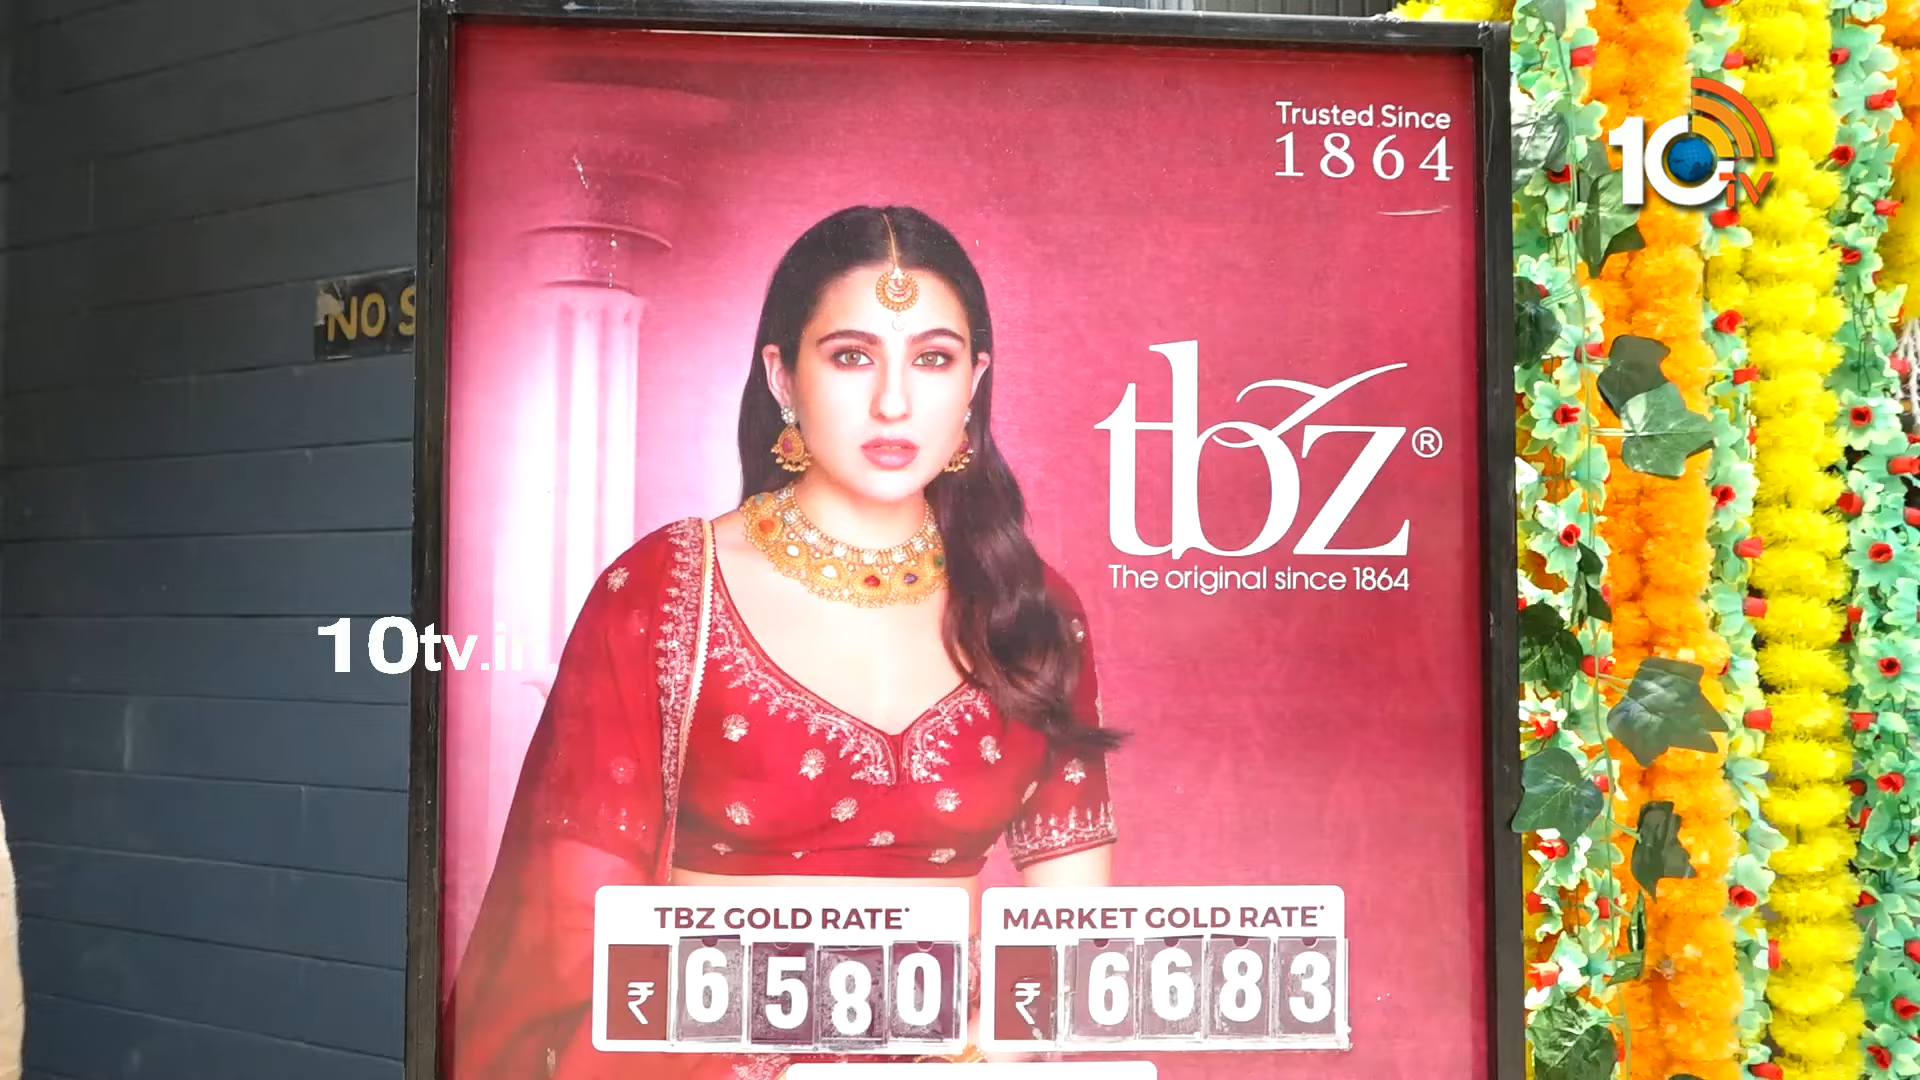 Trusted Since
1864
10TV
NO S
tbz®
The original since 1864
10tv.in
TBZ GOLD RATE*
₹ 6580
MARKET GOLD RATE*
₹ 6683